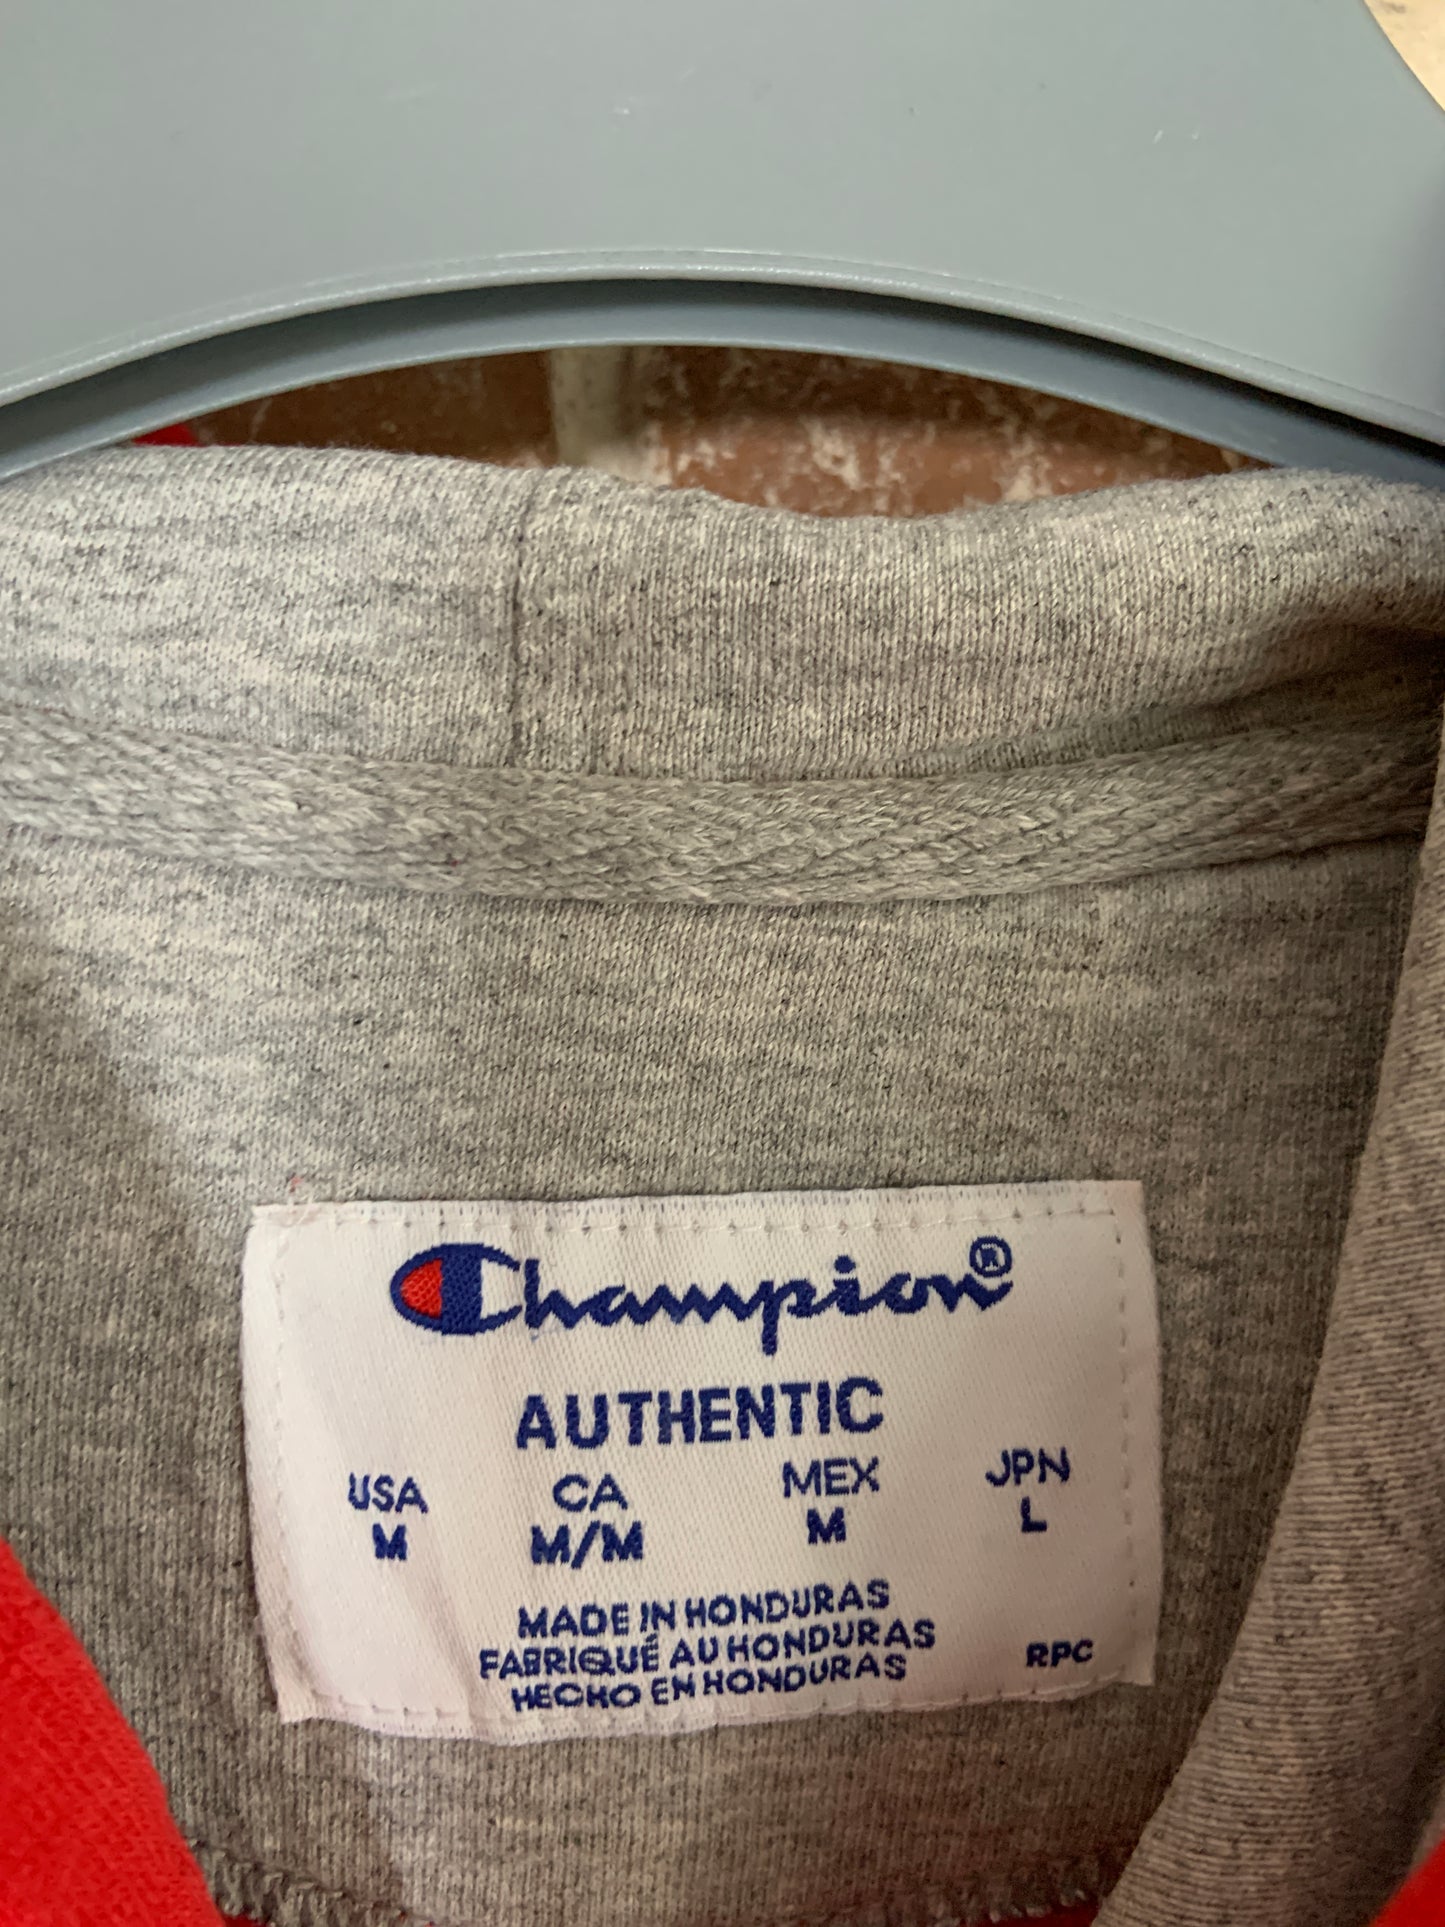 Champion®
AUTHENTIC
USA CA MEX JPN
M M/M M L
MADE IN HONDURAS
FABRIQUÉ AU HONDURAS
HECHO EN HONDURAS
RPC